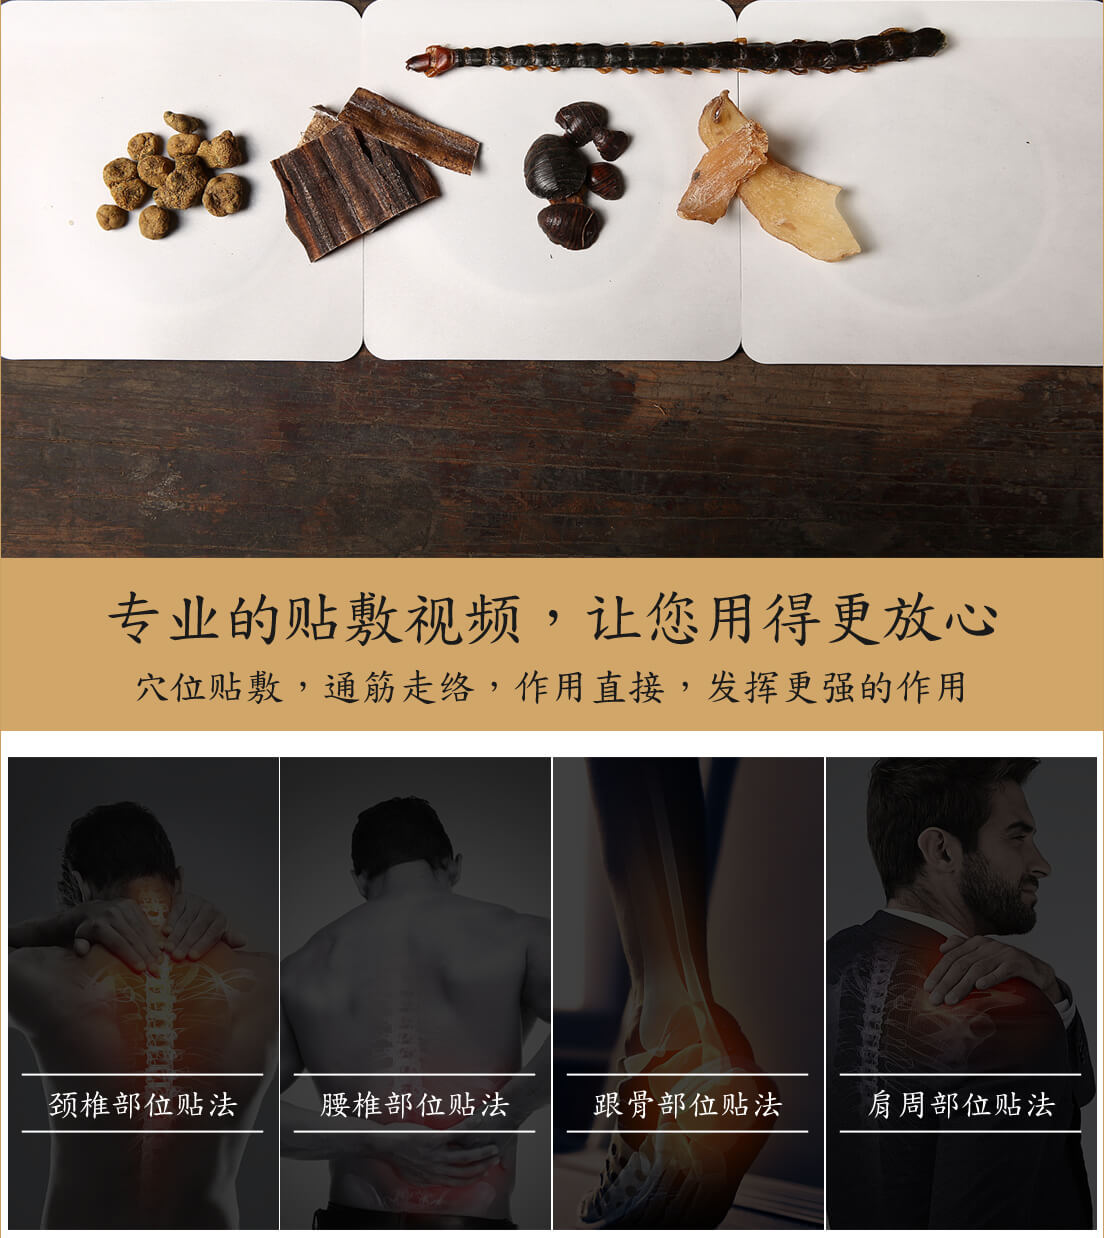 专业的贴敷视频，让您用得更放心
穴位贴敷，通筋走络，作用直接，发挥更强的作用
颈椎部位贴法
腰椎部位贴法
跟骨部位贴法
肩周部位贴法